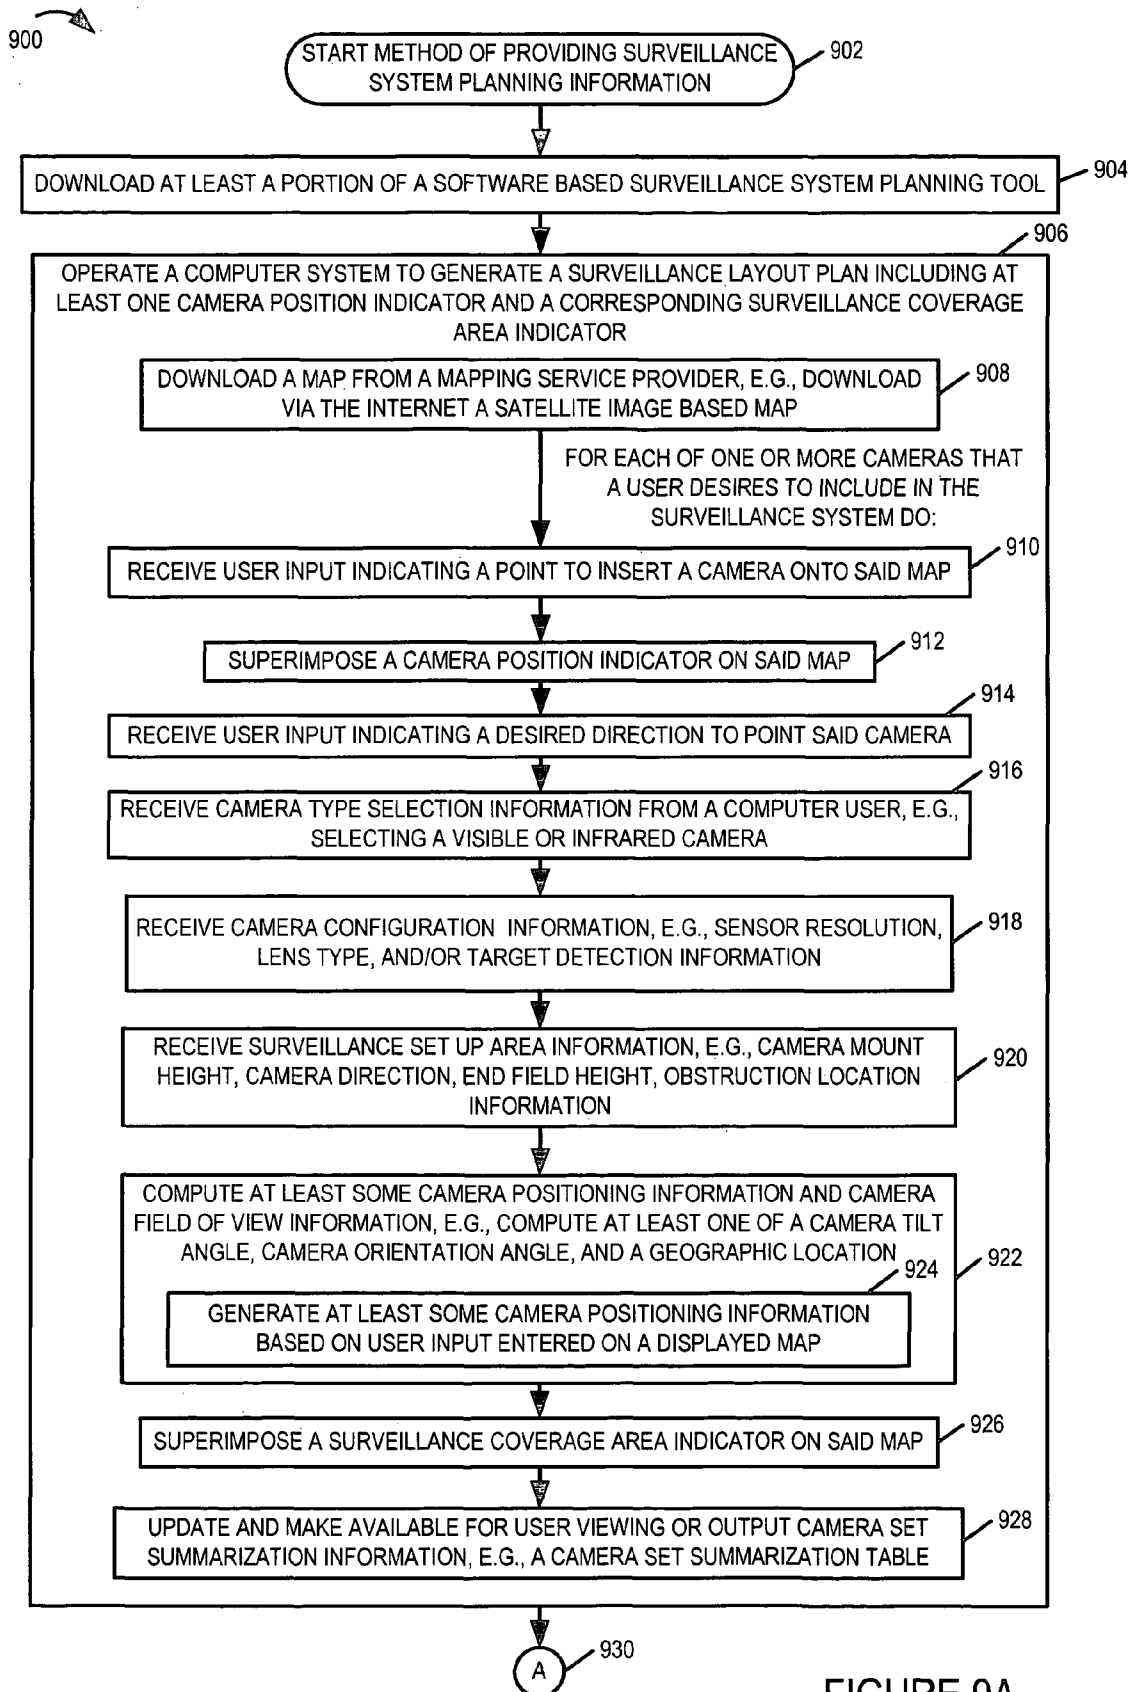 900
START METHOD OF PROVIDING SURVEILLANCE
SYSTEM PLANNING INFORMATION
902
DOWNLOAD AT LEAST A PORTION OF A SOFTWARE BASED SURVEILLANCE SYSTEM PLANNING TOOL
904
906
OPERATE A COMPUTER SYSTEM TO GENERATE A SURVEILLANCE LAYOUT PLAN INCLUDING AT
LEAST ONE CAMERA POSITION INDICATOR AND A CORRESPONDING SURVEILLANCE COVERAGE
AREA INDICATOR
DOWNLOAD A MAP FROM A MAPPING SERVICE PROVIDER, E.G., DOWNLOAD
VIA THE INTERNET A SATELLITE IMAGE BASED MAP
908
FOR EACH OF ONE OR MORE CAMERAS THAT
A USER DESIRES TO INCLUDE IN THE
SURVEILLANCE SYSTEM DO:
910
RECEIVE USER INPUT INDICATING A POINT TO INSERT A CAMERA ONTO SAID MAP
912
SUPERIMPOSE A CAMERA POSITION INDICATOR ON SAID MAP
914
RECEIVE USER INPUT INDICATING A DESIRED DIRECTION TO POINT SAID CAMERA
916
RECEIVE CAMERA TYPE SELECTION INFORMATION FROM A COMPUTER USER, E.G.,
SELECTING A VISIBLE OR INFRARED CAMERA
RECEIVE CAMERA CONFIGURATION INFORMATION, E.G., SENSOR RESOLUTION,
LENS TYPE, AND/OR TARGET DETECTION INFORMATION
918
RECEIVE SURVEILLANCE SET UP AREA INFORMATION, E.G., CAMERA MOUNT
HEIGHT, CAMERA DIRECTION, END FIELD HEIGHT, OBSTRUCTION LOCATION
INFORMATION
920
COMPUTE AT LEAST SOME CAMERA POSITIONING INFORMATION AND CAMERA
FIELD OF VIEW INFORMATION, E.G., COMPUTE AT LEAST ONE OF A CAMERA TILT
ANGLE, CAMERA ORIENTATION ANGLE, AND A GEOGRAPHIC LOCATION
922
924
GENERATE AT LEAST SOME CAMERA POSITIONING INFORMATION
BASED ON USER INPUT ENTERED ON A DISPLAYED MAP
926
SUPERIMPOSE A SURVEILLANCE COVERAGE AREA INDICATOR ON SAID MAP
UPDATE AND MAKE AVAILABLE FOR USER VIEWING OR OUTPUT CAMERA SET
SUMMARIZATION INFORMATION, E.G., A CAMERA SET SUMMARIZATION TABLE
928
A
930
FIGURE 9A